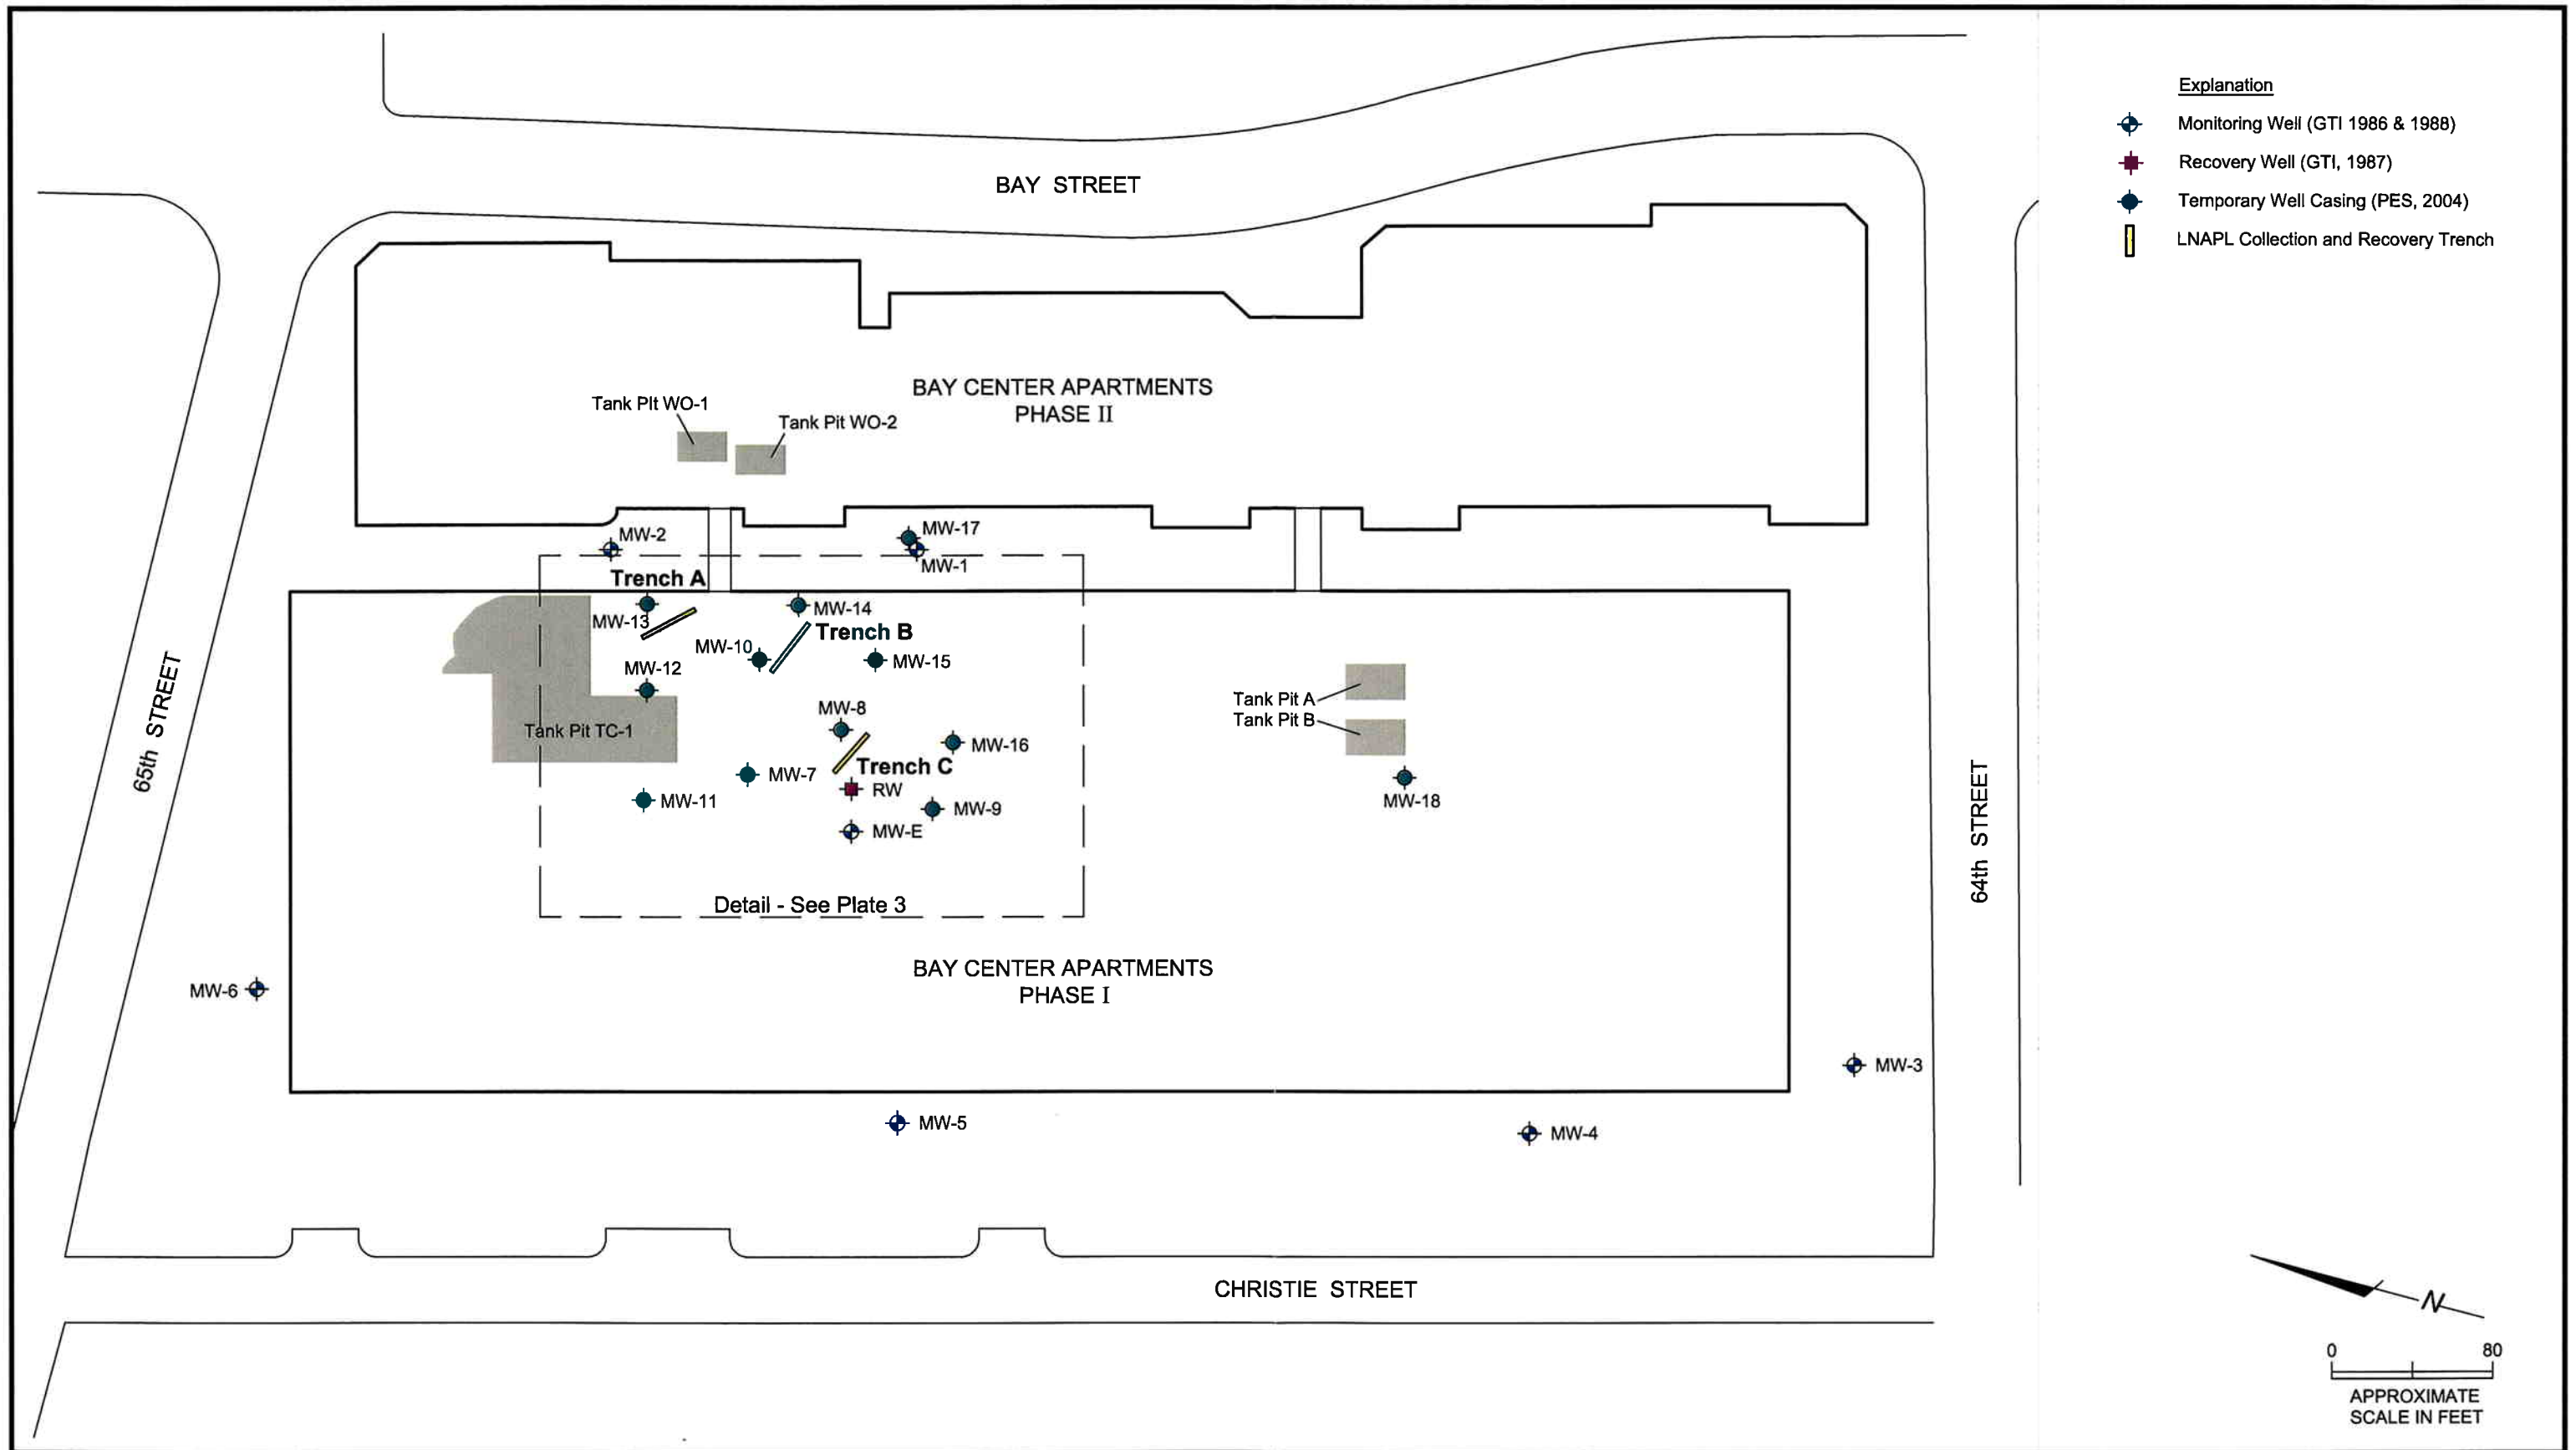 Explanation
Monitoring Well (GTI 1986 & 1988)
Recovery Well (GTI, 1987)
Temporary Well Casing (PES, 2004)
LNAPL Collection and Recovery Trench
BAY STREET
BAY CENTER APARTMENTS
PHASE II
Tank Pit WO-1
Tank Pit WO-2
MW-2
MW-17
MW-1
Trench A
MW-13
MW-14
Trench B
MW-10
MW-15
MW-12
Tank Pit TC-1
MW-8
MW-16
Trench C
MW-7
RW
MW-11
MW-9
MW-E
Tank Pit A
Tank Pit B
MW-18
65th STREET
64th STREET
Detail - See Plate 3
BAY CENTER APARTMENTS
PHASE I
MW-6
MW-3
MW-5
MW-4
CHRISTIE STREET
N
0 80
APPROXIMATE
SCALE IN FEET